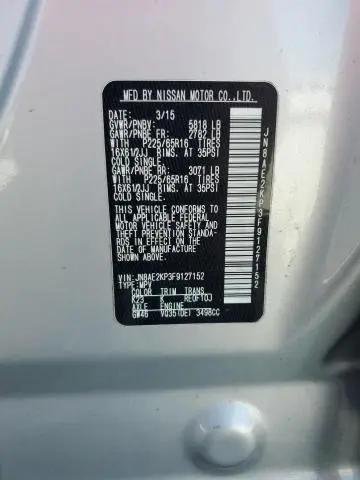 MFD BY NISSAN MOTOR CO.,LTD.
DATE: 3/15
GVWR/PNBV: 5818 LB
GAWR/PNBE FR: 2782 LB
WITH P225/65R16 TIRES
16X61/2JJ RIMS. AT 35PSI
COLD SINGLE.
GAWR/PNBE RR: 3071 LB
WITH P225/65R16 TIRES
16X61/2JJ RIMS. AT 35PSI
COLD SINGLE.
THIS VEHICLE CONFORMS TO
ALL APPLICABLE FEDERAL
MOTOR VEHICLE SAFETY AND
THEFT PREVENTION STANDA-
RDS IN EFFECT ON THE
DATE OF MANUFACTURE
SHOWN ABOVE.
VIN:JN8AE2KP3F9127152
TYPE:MPV
COLOR TRIM TRANS
K23 K RE0F10J
AXLE ENGINE
GW46 VQ35(DE) 3498CC
JN8AE2KP3F9127152